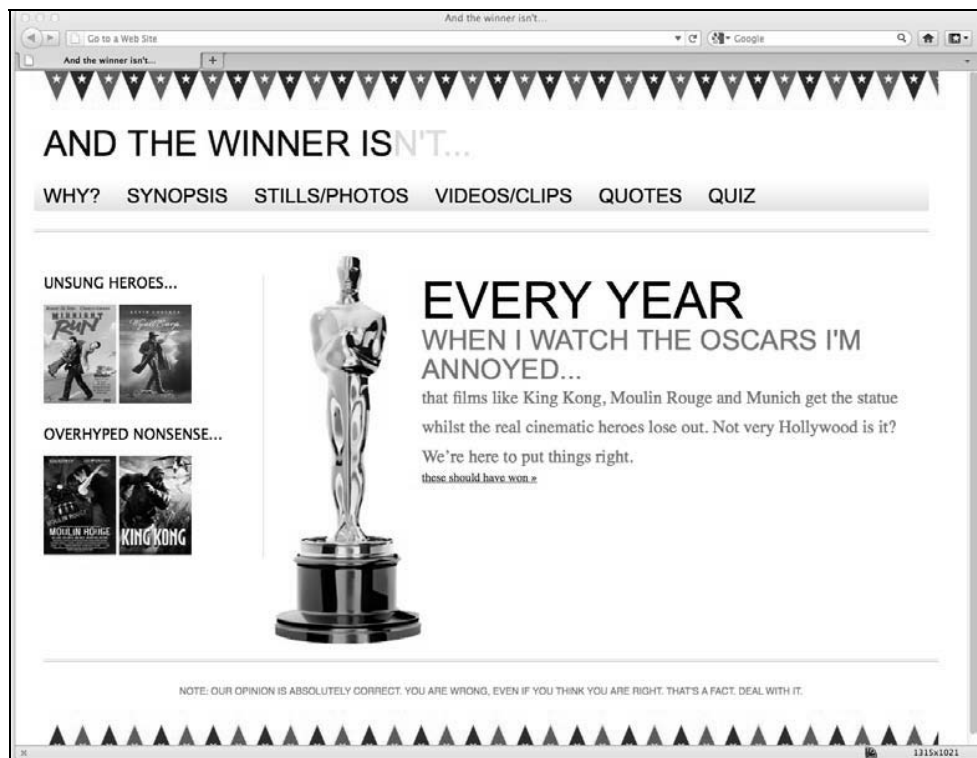 And the winner isn't...
Go to a Web Site
Google
And the winner isn't...
AND THE WINNER ISN'T...
WHY? SYNOPSIS STILLS/PHOTOS VIDEOS/CLIPS QUOTES QUIZ
UNSUNG HEROES...
MIDNIGHT
RUN
OVERHYPED NONSENSE...
MOULIN ROUGE
KING KONG
EVERY YEAR
WHEN I WATCH THE OSCARS I'M
ANNOYED...
that films like King Kong, Moulin Rouge and Munich get the statue
whilst the real cinematic heroes lose out. Not very Hollywood is it?
We're here to put things right.
these should have won »
NOTE: OUR OPINION IS ABSOLUTELY CORRECT. YOU ARE WRONG, EVEN IF YOU THINK YOU ARE RIGHT. THAT'S A FACT. DEAL WITH IT.
1315x1021